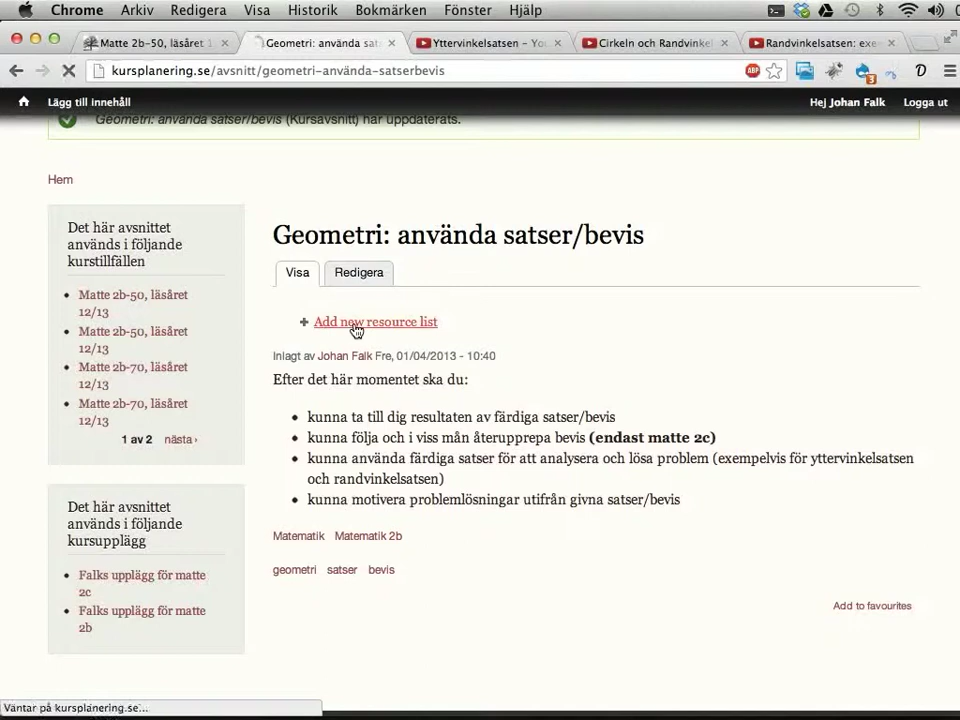 Chrome Arkiv Redigera Visa Historik Bokmärken Fönster Hjälp
Matte 2b-50, läsåret 1
Geometri: använda sat
Yttervinkelsatsen - You
Cirkeln och Randvinkel
Randvinkelsatsen: exe
kursplanering.se/avsnitt/geometri-använda-satserbevis
ABP
3
D
Lägg till innehåll
Hej Johan Falk
Logga ut
Geometri: använda satser/bevis (Kursavsnitt) har uppdaterats.
Hem
Det här avsnittet
används i följande
kurstillfällen
Matte 2b-50, läsåret
12/13
Matte 2b-50, läsåret
12/13
Matte 2b-70, läsåret
12/13
Matte 2b-70, läsåret
12/13
1 av 2 nästa ›
Det här avsnittet
används i följande
kursupplägg
Falks upplägg för matte
2c
Falks upplägg för matte
2b
Geometri: använda satser/bevis
Visa Redigera
Add new resource list
Inlagt av Johan Falk Fre, 01/04/2013 - 10:40
Efter det här momentet ska du:
kunna ta till dig resultaten av färdiga satser/bevis
kunna följa och i viss mån återupprepa bevis (endast matte 2c)
kunna använda färdiga satser för att analysera och lösa problem (exempelvis för yttervinkelsatsen
och randvinkelsatsen)
kunna motivera problemlösningar utifrån givna satser/bevis
Matematik Matematik 2b
geometri satser bevis
Add to favourites
Väntar på kursplanering.se...